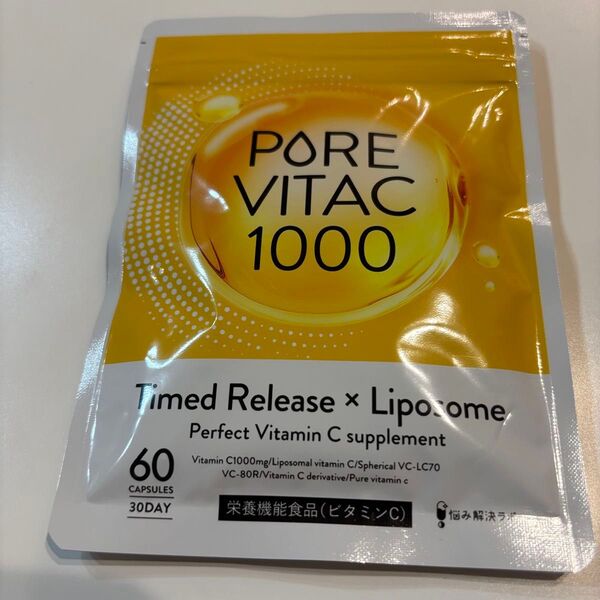 PORE
VITAC
1000
Timed Release × Liposome
Perfect Vitamin C supplement
Vitamin C1000mg/Liposomal vitamin C/Spherical VC-LC70
VC-80R/Vitamin C derivative/Pure vitamin c
60
CAPSULES
30DAY
栄養機能食品(ビタミンC)
悩み解決ラボ